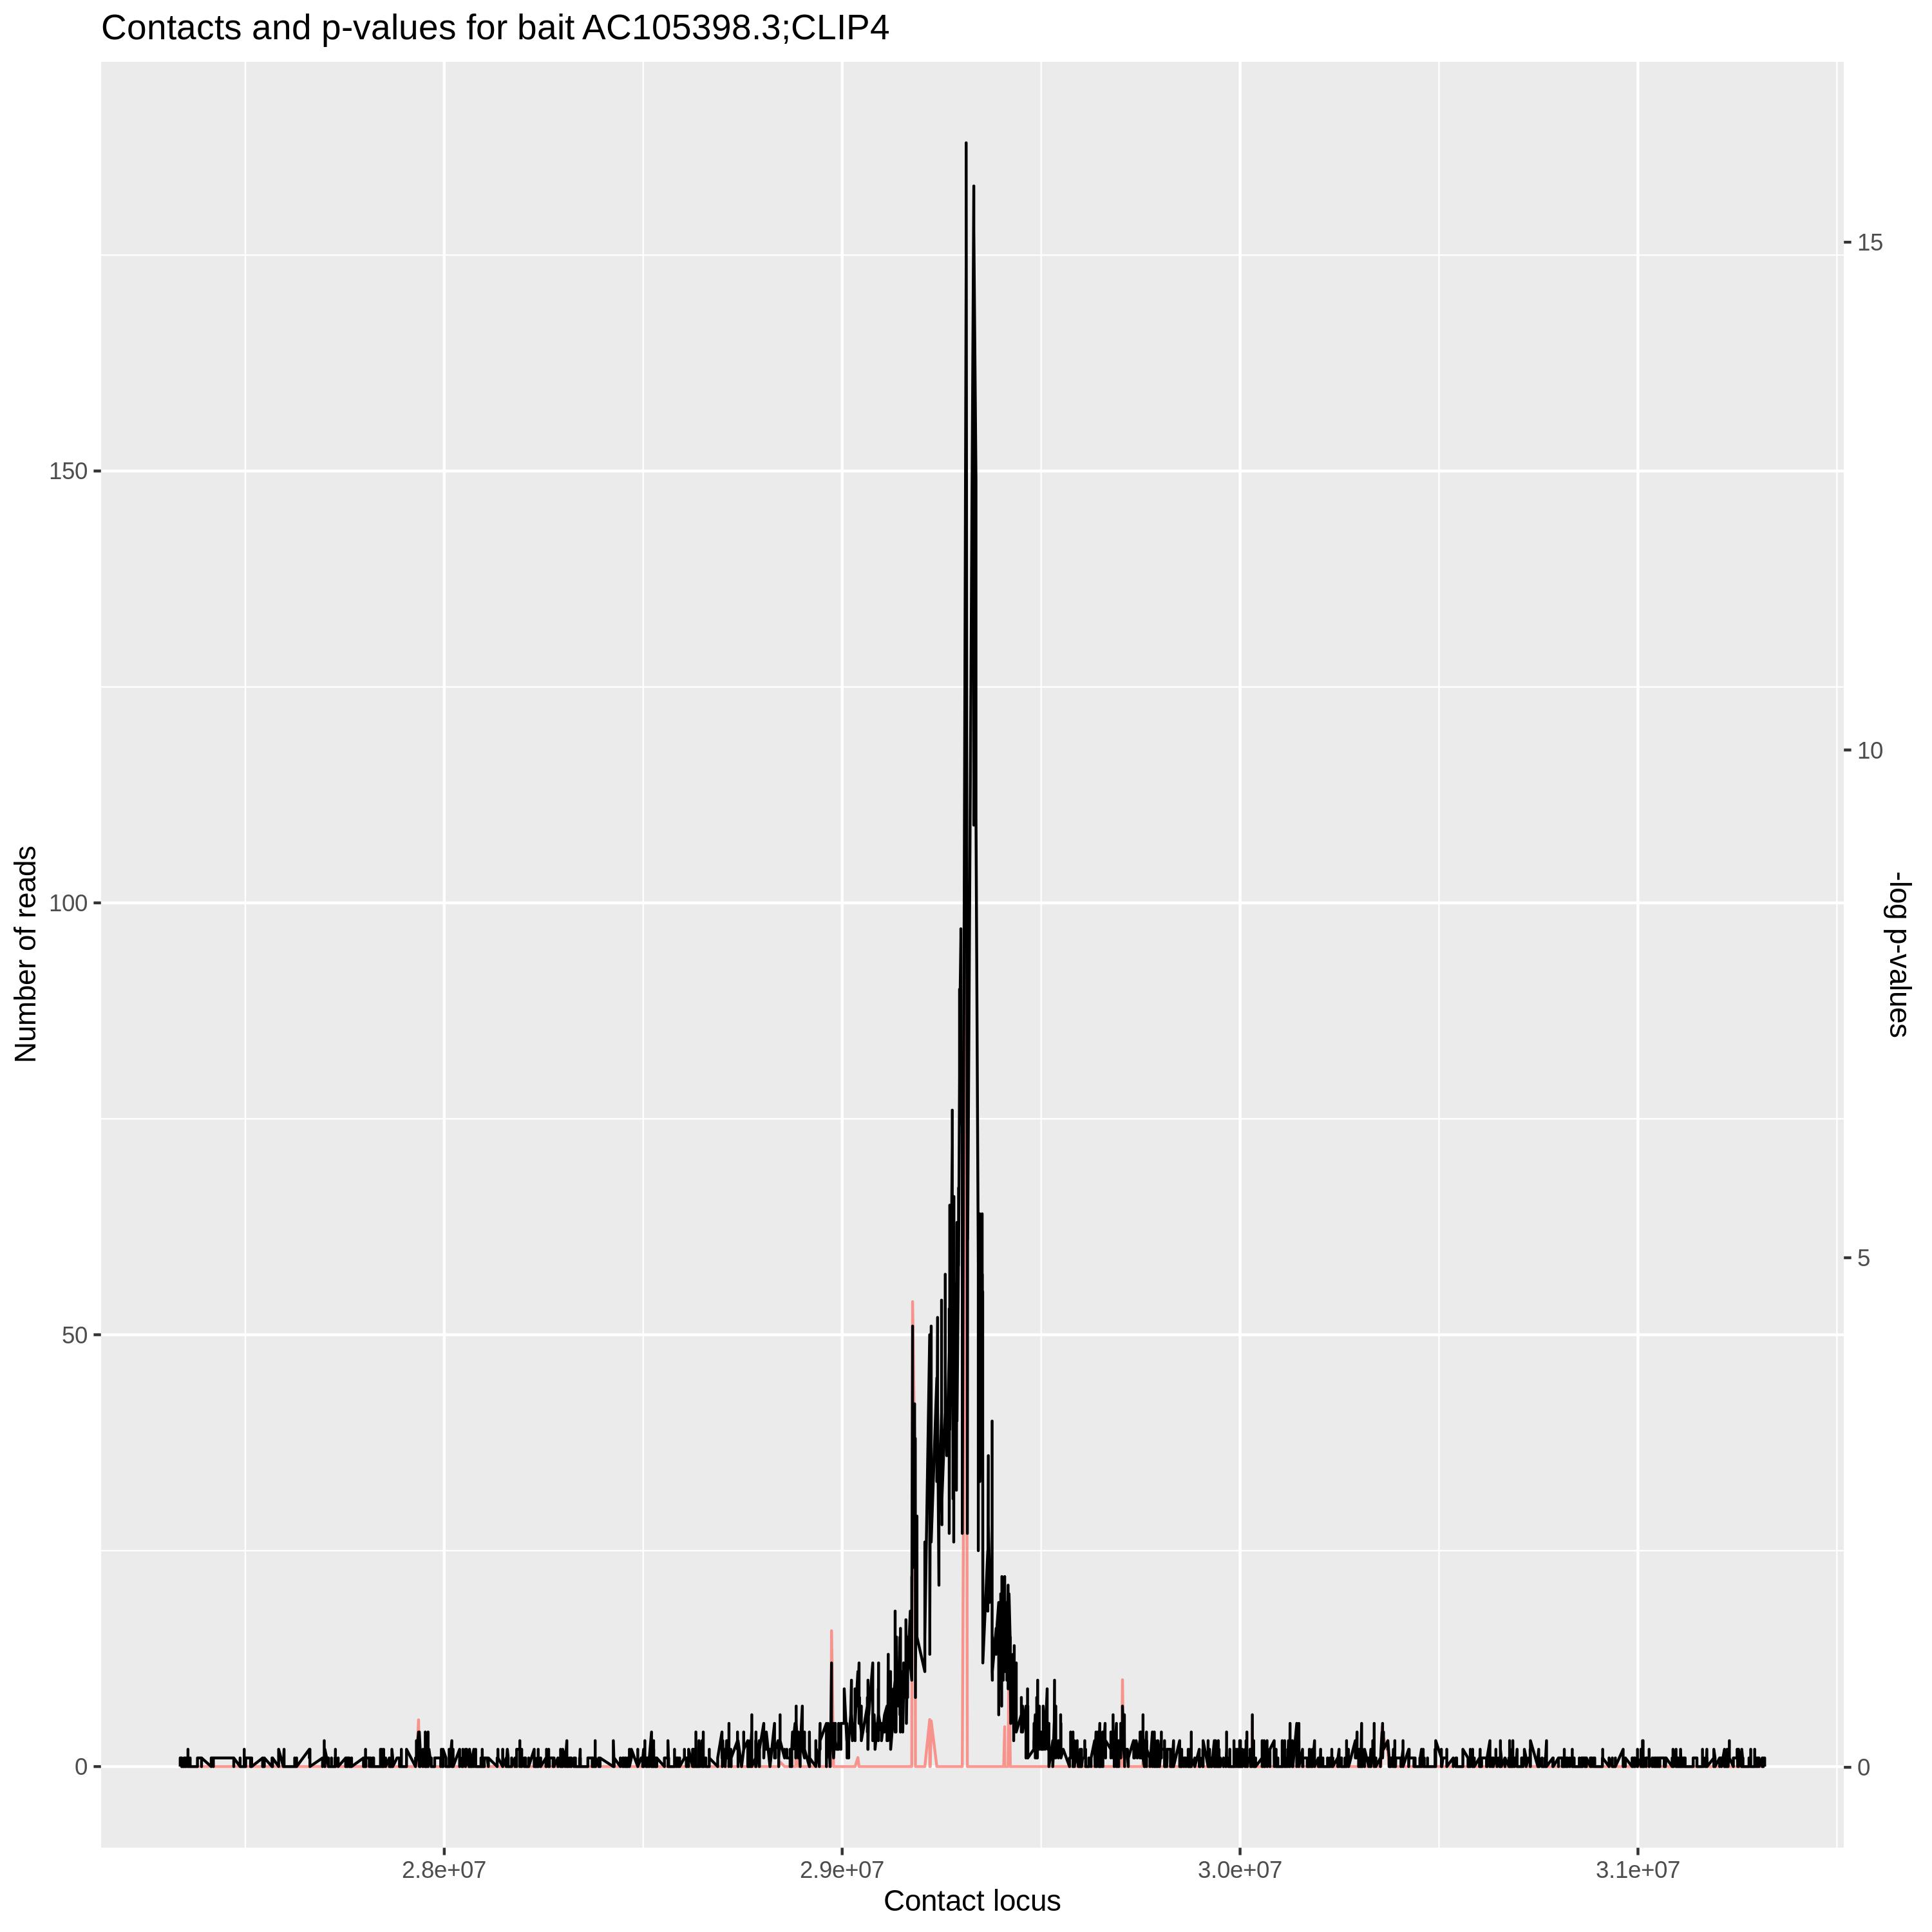 Contacts and p-values for bait AC105398.3;CLIP4
Number of reads
150
100
50
0
15
10
5
0
-log p-values
2.8e+07
2.9e+07
3.0e+07
3.1e+07
Contact locus